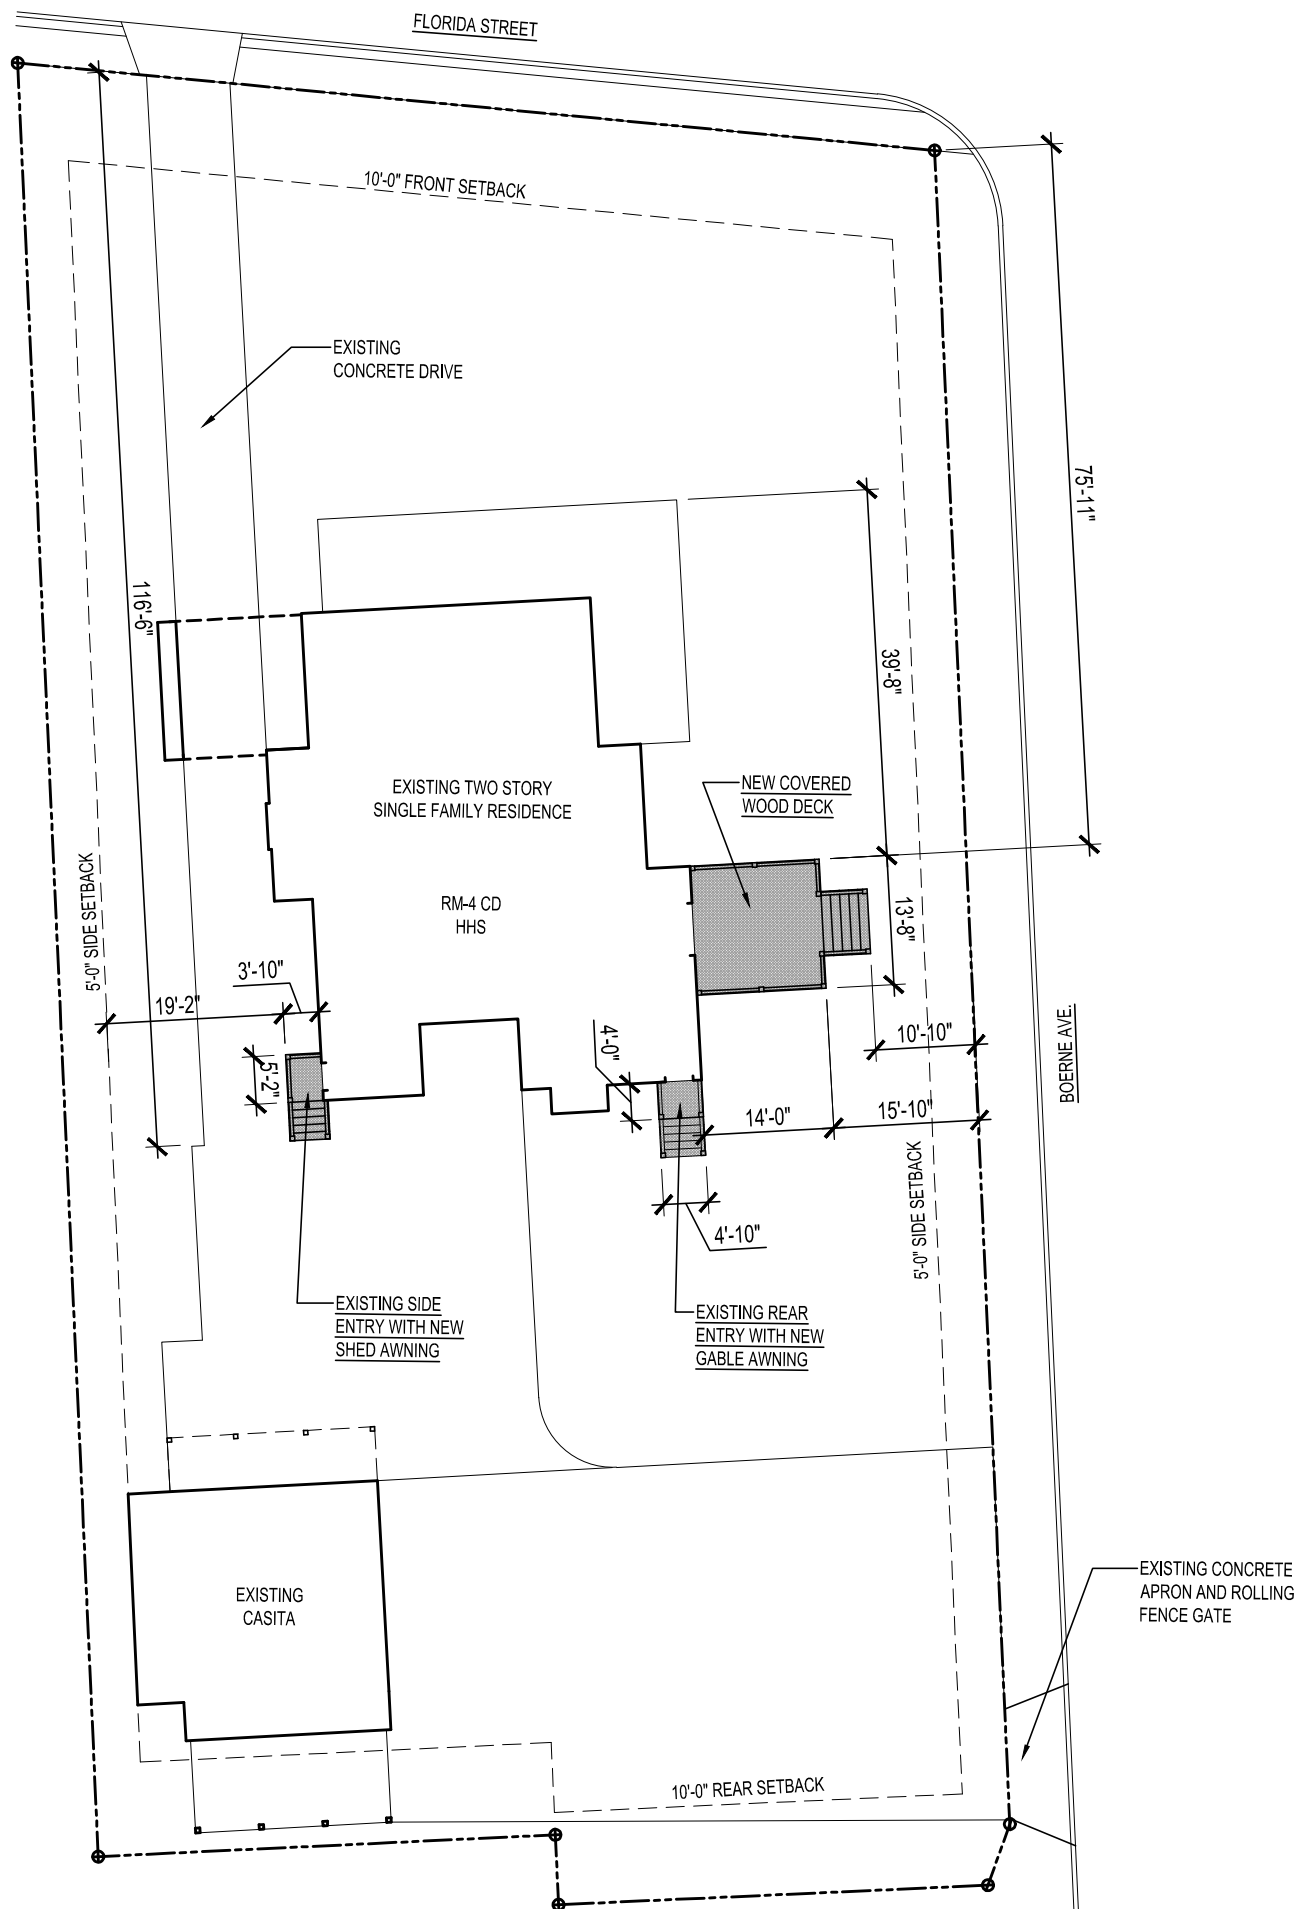 FLORIDA STREET
10'-0" FRONT SETBACK
EXISTING
CONCRETE DRIVE
75'-11"
116'-6"
39'-8"
EXISTING TWO STORY
SINGLE FAMILY RESIDENCE
NEW COVERED
WOOD DECK
RM-4 CD
HHS
5'-0" SIDE SETBACK
13'-8"
3'-10"
19'-2"
5'-2"
4'-0"
10'-10"
14'-0"
15'-10"
BOERNE AVE.
5'-0" SIDE SETBACK
4'-10"
EXISTING SIDE
ENTRY WITH NEW
SHED AWNING
EXISTING REAR
ENTRY WITH NEW
GABLE AWNING
EXISTING
CASITA
EXISTING CONCRETE
APRON AND ROLLING
FENCE GATE
10'-0" REAR SETBACK